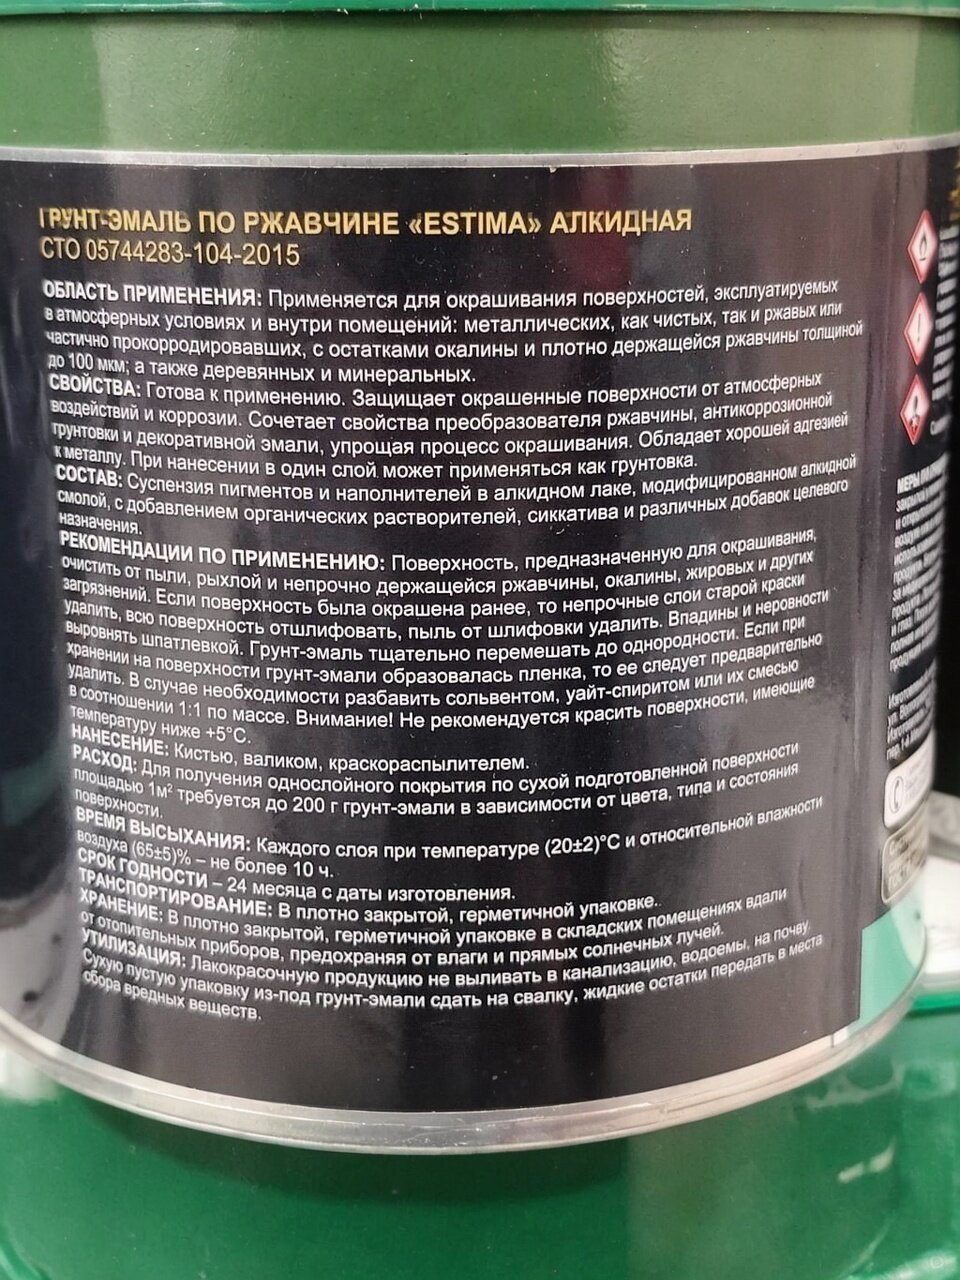 ГРУНТ-ЭМАЛЬ ПО РЖАВЧИНЕ «ESTIMA» АЛКИДНАЯ
СТО 05744283-104-2015
ОБЛАСТЬ ПРИМЕНЕНИЯ: Применяется для окрашивания поверхностей, эксплуатируемых
в атмосферных условиях и внутри помещений: металлических, как чистых, так и ржавых или
частично прокорродировавших, с остатками окалины и плотно держащейся ржавчины толщиной
до 100 мкм; а также деревянных и минеральных.
СВОЙСТВА: Готова к применению. Защищает окрашенные поверхности от атмосферных
воздействий и коррозии. Сочетает свойства преобразователя ржавчины, антикоррозионной
грунтовки и декоративной эмали, упрощая процесс окрашивания. Обладает хорошей адгезией
к металлу. При нанесении в один слой может применяться как грунтовка.
СОСТАВ: Суспензия пигментов и наполнителей в алкидном лаке, модифицированном алкидной
смолой, с добавлением органических растворителей, сиккатива и различных добавок целевого
назначения.
РЕКОМЕНДАЦИИ ПО ПРИМЕНЕНИЮ: Поверхность, предназначенную для окрашивания,
очистить от пыли, рыхлой и непрочно держащейся ржавчины, окалины, жировых и других
загрязнений. Если поверхность была окрашена ранее, то непрочные слои старой краски
удалить, всю поверхность отшлифовать, пыль от шлифовки удалить. Впадины и неровности
выровнять шпатлевкой. Грунт-эмаль тщательно перемешать до однородности. Если при
хранении на поверхности грунт-эмали образовалась пленка, то ее следует предварительно
удалить. В случае необходимости разбавить сольвентом, уайт-спиритом или их смесью
в соотношении 1:1 по массе. Внимание! Не рекомендуется красить поверхности, имеющие
температуру ниже +5°С.
НАНЕСЕНИЕ: Кистью, валиком, краскораспылителем.
РАСХОД: Для получения однослойного покрытия по сухой подготовленной поверхности
площадью 1м² требуется до 200 г грунт-эмали в зависимости от цвета, типа и состояния
поверхности.
ВРЕМЯ ВЫСЫХАНИЯ: Каждого слоя при температуре (20±2)°С и относительной влажности
воздуха (65±5)% – не более 10 ч.
СРОК ГОДНОСТИ – 24 месяца с даты изготовления.
ТРАНСПОРТИРОВАНИЕ: В плотно закрытой, герметичной упаковке..
ХРАНЕНИЕ: В плотно закрытой, герметичной упаковке в складских помещениях вдали
от отопительных приборов, предохраняя от влаги и прямых солнечных лучей.
УТИЛИЗАЦИЯ: Лакокрасочную продукцию не выливать в канализацию, водоемы, на почву.
Сухую пустую упаковку из-под грунт-эмали сдать на свалку, жидкие остатки передать в места
сбора вредных веществ.